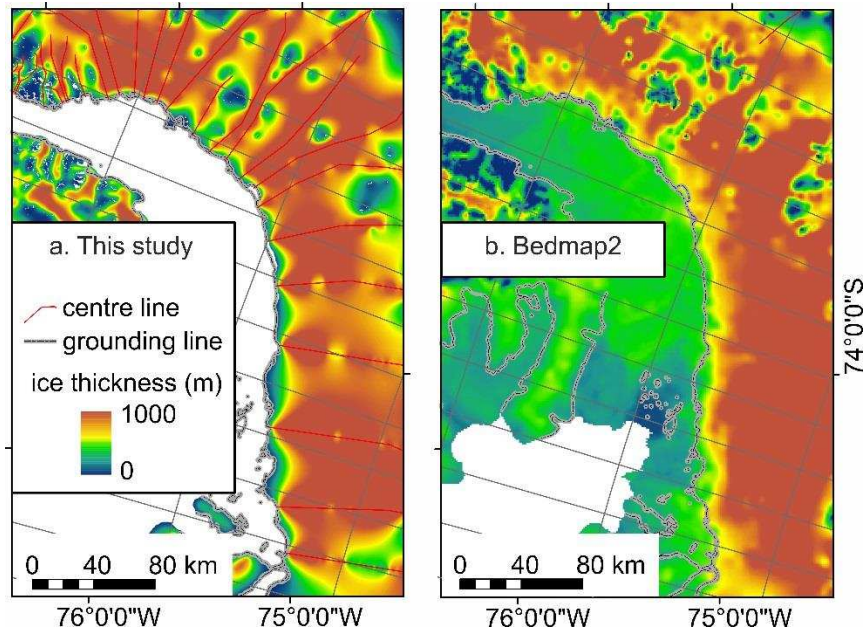 a. This study
centre line
grounding line
ice thickness (m)
1000
0
0 40 80 km
76°0'0"W 75°0'0"W
b. Bedmap2
74°0'0"S
0 40 80 km
76°0'0"W 75°0'0"W